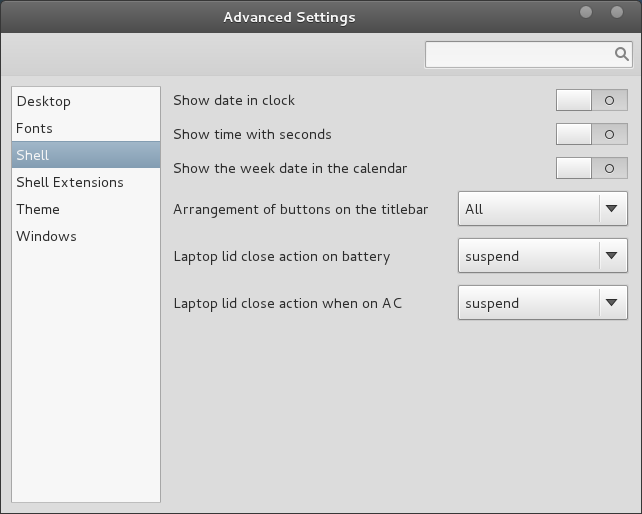 Advanced Settings
Desktop
Fonts
Shell
Shell Extensions
Theme
Windows
Show date in clock
Show time with seconds
Show the week date in the calendar
Arrangement of buttons on the titlebar All
Laptop lid close action on battery suspend
Laptop lid close action when on AC suspend